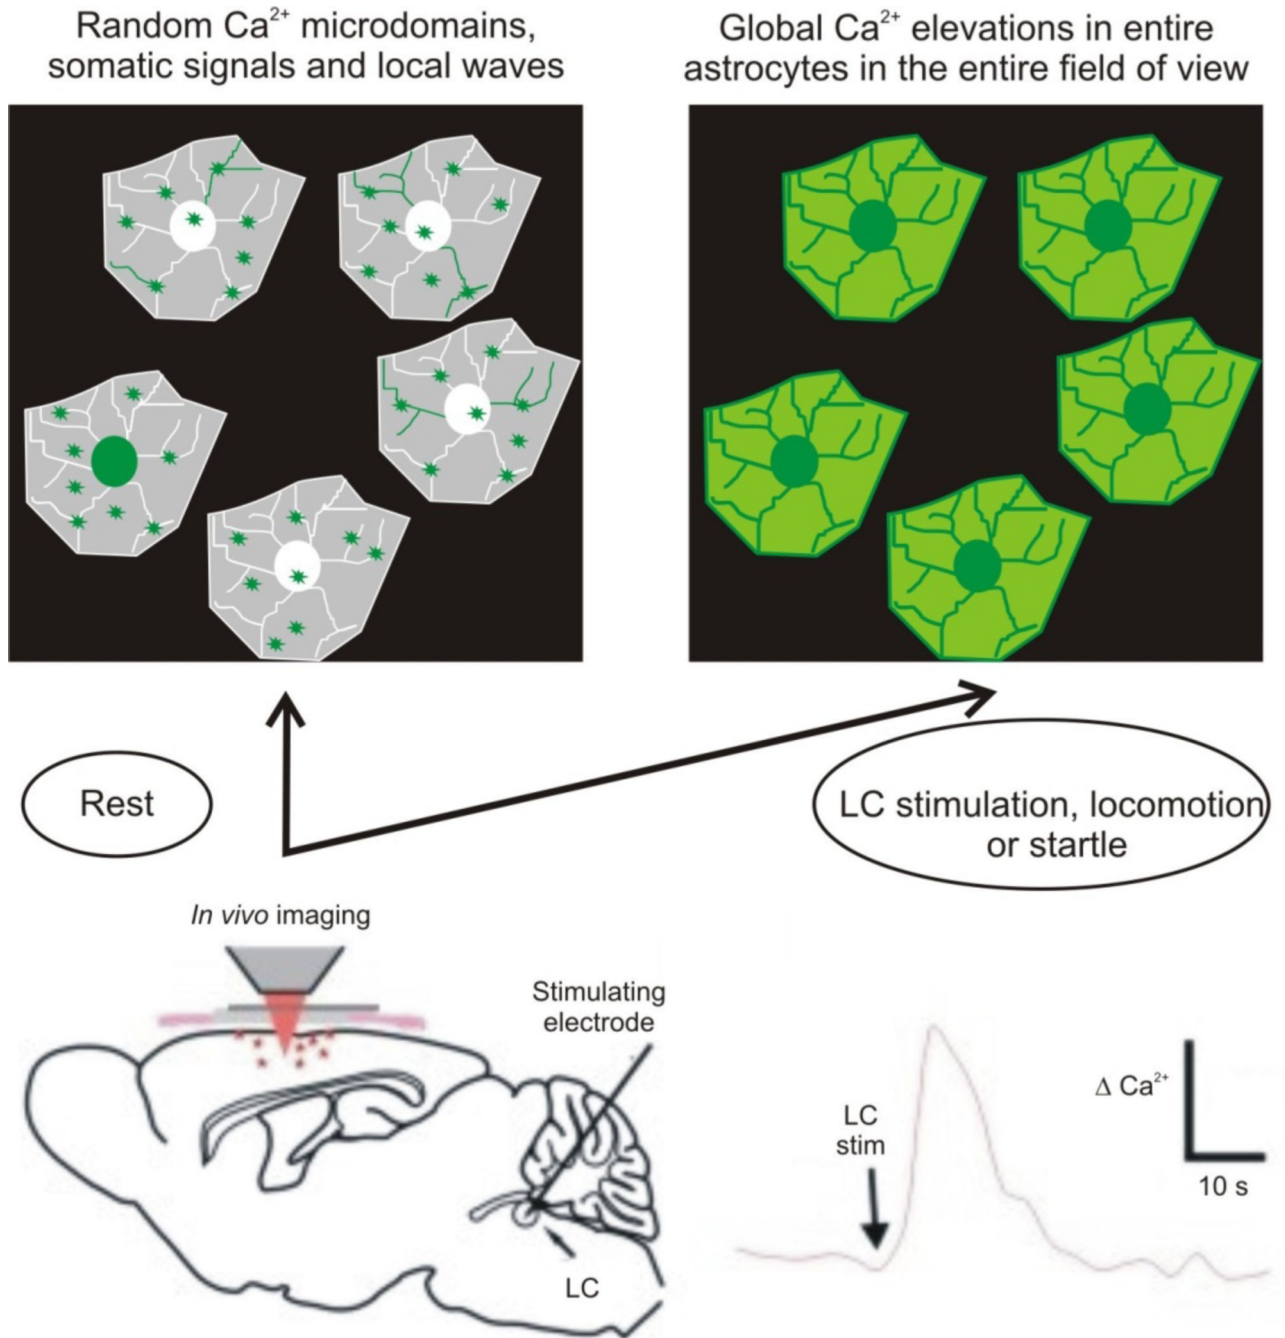 Random Ca²⁺ microdomains,
somatic signals and local waves
Global Ca²⁺ elevations in entire
astrocytes in the entire field of view
Rest
LC stimulation, locomotion
or startle
In vivo imaging
Stimulating
electrode
LC
LC
stim
Δ Ca²⁺
10 s